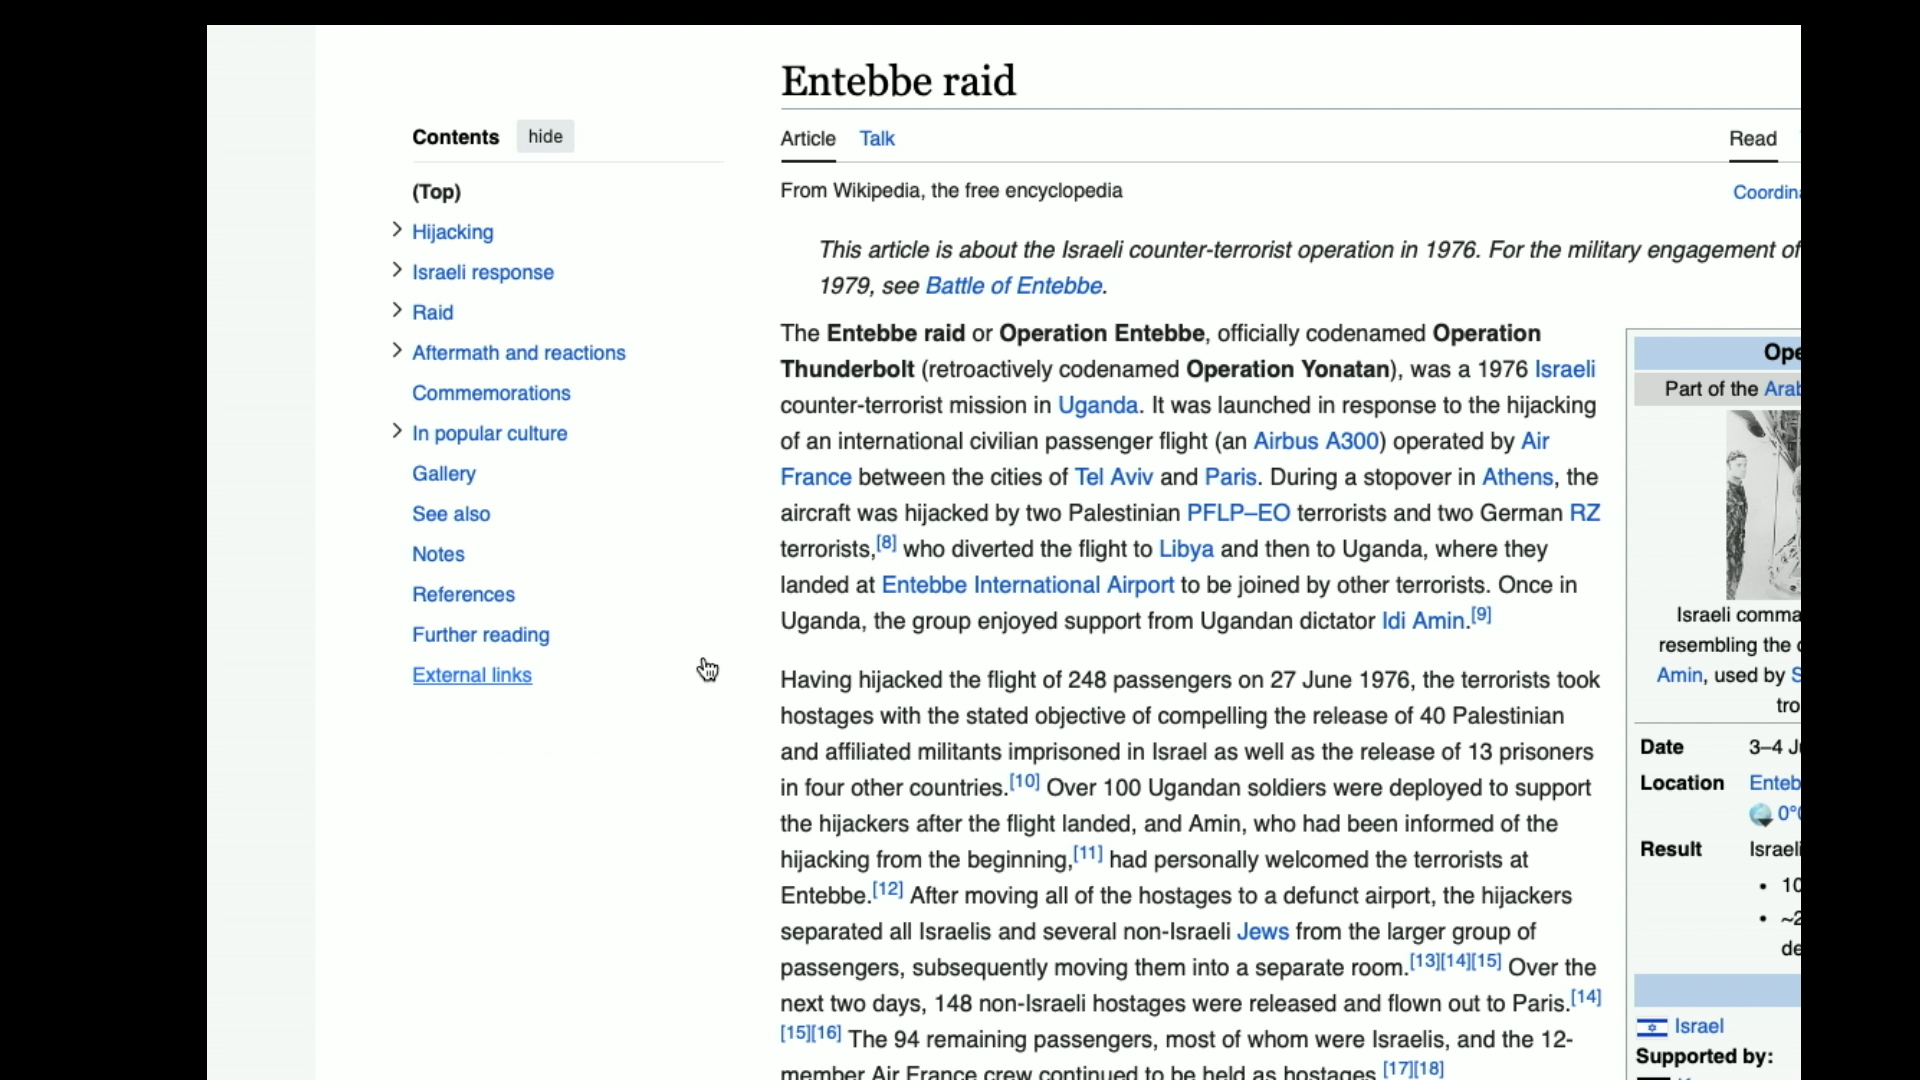 Entebbe raid
Contents hide
Article Talk
Read
(Top)
From Wikipedia, the free encyclopedia
Hijacking
Israeli response
Raid
Aftermath and reactions
Commemorations
In popular culture
Gallery
See also
Notes
References
Further reading
External links
This article is about the Israeli counter-terrorist operation in 1976. For the military engagement of
1979, see Battle of Entebbe.
The Entebbe raid or Operation Entebbe, officially codenamed Operation
Thunderbolt (retroactively codenamed Operation Yonatan), was a 1976 Israeli
counter-terrorist mission in Uganda. It was launched in response to the hijacking
of an international civilian passenger flight (an Airbus A300) operated by Air
France between the cities of Tel Aviv and Paris. During a stopover in Athens, the
aircraft was hijacked by two Palestinian PFLP–EO terrorists and two German RZ
terrorists,[8] who diverted the flight to Libya and then to Uganda, where they
landed at Entebbe International Airport to be joined by other terrorists. Once in
Uganda, the group enjoyed support from Ugandan dictator Idi Amin.[9]
Having hijacked the flight of 248 passengers on 27 June 1976, the terrorists took
hostages with the stated objective of compelling the release of 40 Palestinian
and affiliated militants imprisoned in Israel as well as the release of 13 prisoners
in four other countries.[10] Over 100 Ugandan soldiers were deployed to support
the hijackers after the flight landed, and Amin, who had been informed of the
hijacking from the beginning,[11] had personally welcomed the terrorists at
Entebbe.[12] After moving all of the hostages to a defunct airport, the hijackers
separated all Israelis and several non-Israeli Jews from the larger group of
passengers, subsequently moving them into a separate room.[13][14][15] Over the
next two days, 148 non-Israeli hostages were released and flown out to Paris.[14]
[15][16] The 94 remaining passengers, most of whom were Israelis, and the 12-
member Air France crew continued to be held as hostages.[17][18]
Part of the
Israeli
resembling the
Amin, used by
Date 3–4
Location
Result
Israel
Supported by: